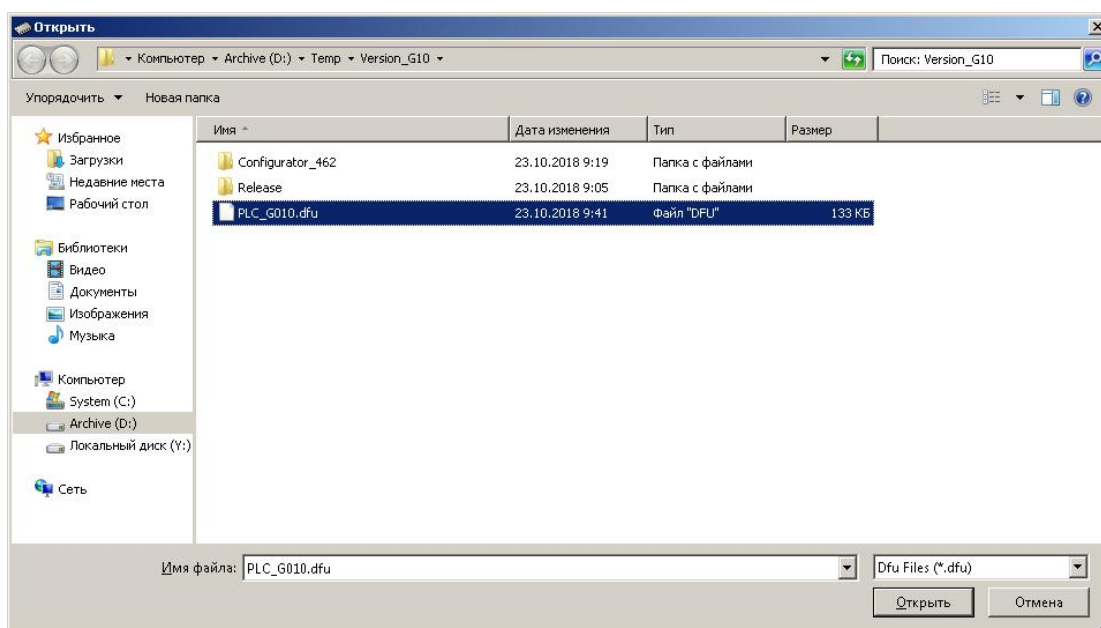 Открыть
Компьютер Archive (D:) Temp Version_G10
Поиск: Version_G10
Упорядочить Новая папка
Имя Дата изменения Тип Размер
Configurator_462 23.10.2018 9:19 Папка с файлами
Release 23.10.2018 9:05 Папка с файлами
PLC_G010.dfu 23.10.2018 9:41 Файл "DFU" 133 КБ
Избранное
Загрузки
Недавние места
Рабочий стол
Библиотеки
Видео
Документы
Изображения
Музыка
Компьютер
System (C:)
Archive (D:)
Локальный диск (Y:)
Сеть
Имя файла: PLC_G010.dfu
Dfu Files (*.dfu)
Открыть Отмена